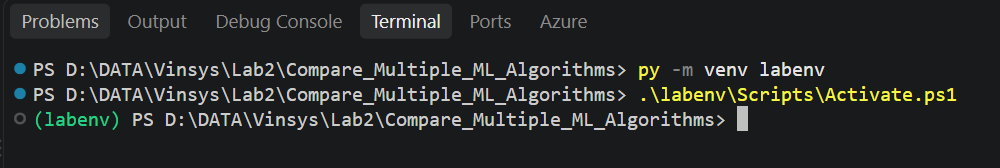 Problems Output Debug Console Terminal Ports Azure
PS D:\DATA\Vinsys\Lab2\Compare_Multiple_ML_Algorithms> py -m venv labenv
PS D:\DATA\Vinsys\Lab2\Compare_Multiple_ML_Algorithms> .\labenv\Scripts\Activate.ps1
(labenv) PS D:\DATA\Vinsys\Lab2\Compare_Multiple_ML_Algorithms>